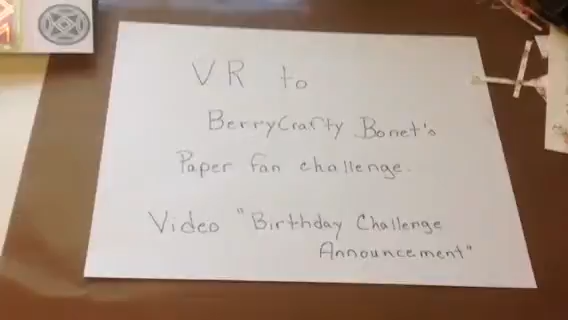 VR to
BerryCrafty Bonet's
Paper fan challenge.
Video "Birthday Challenge
Announcement"